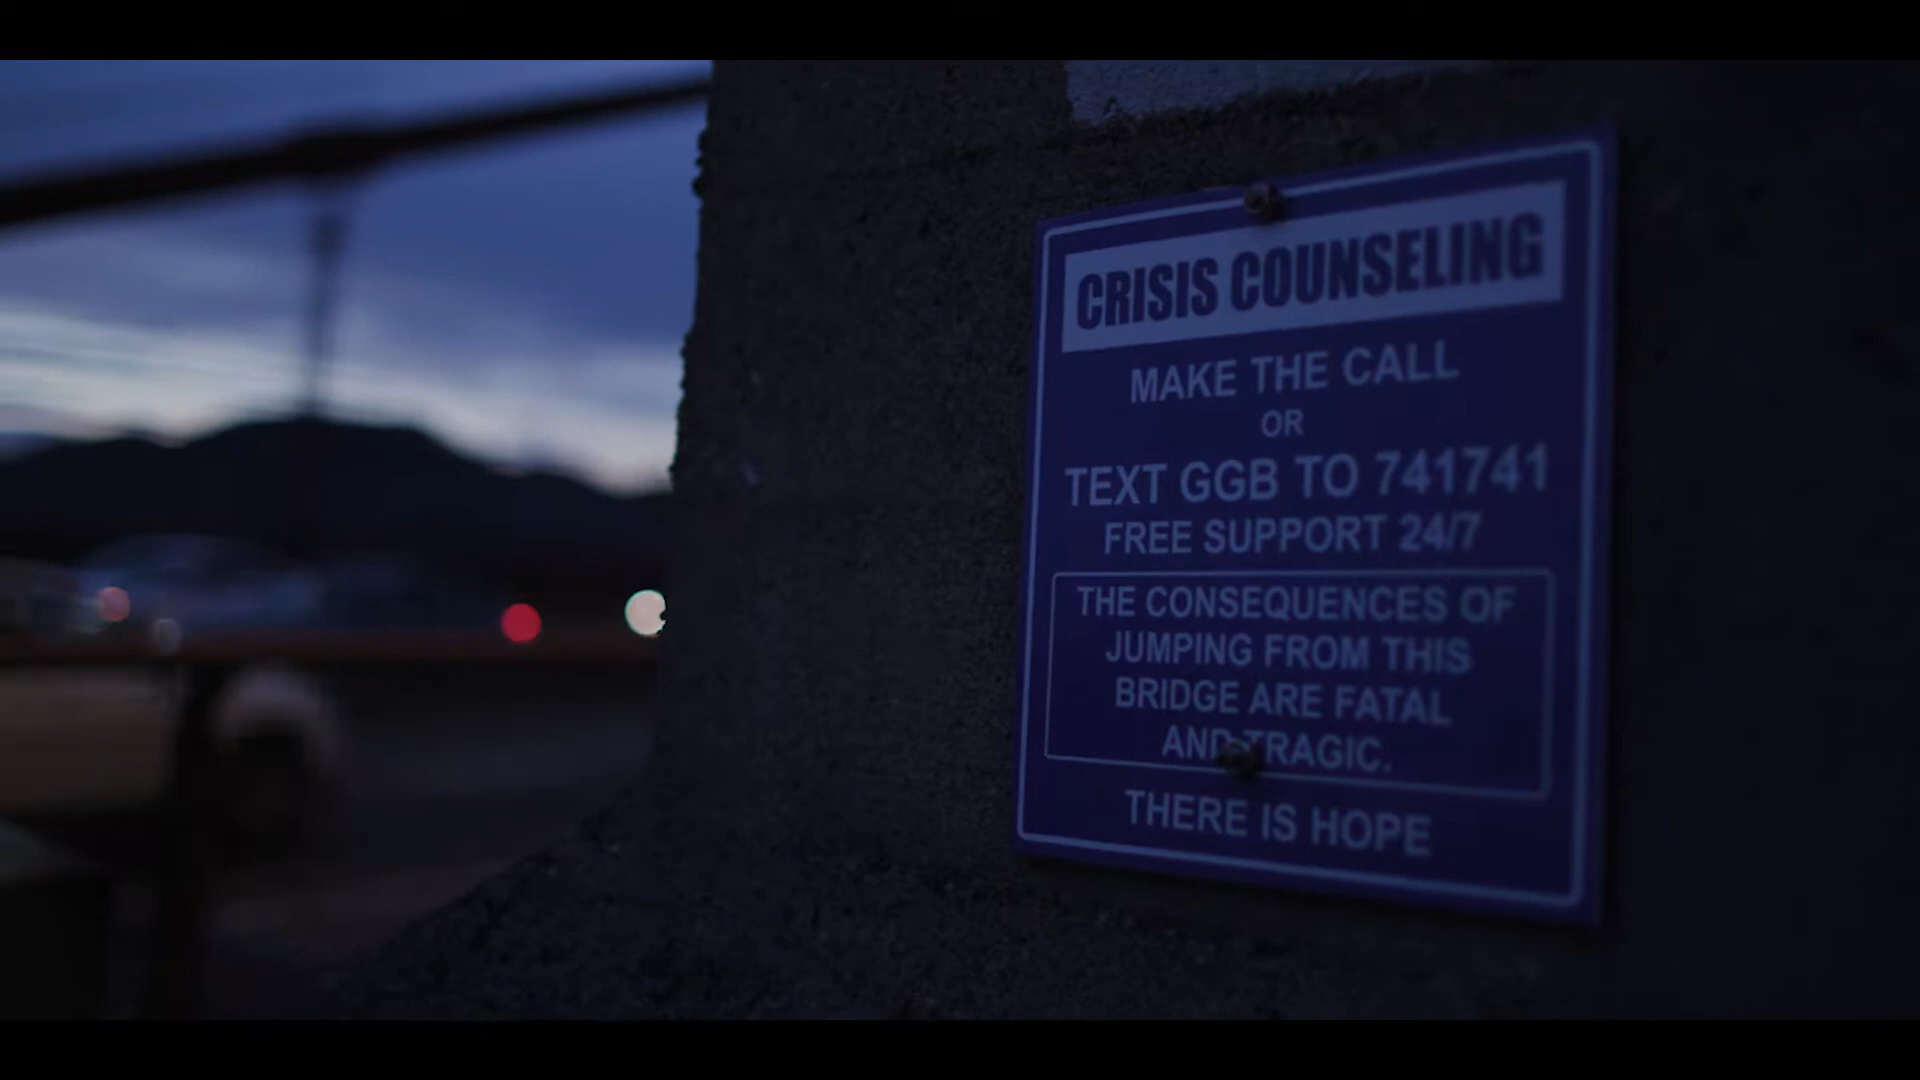 CRISIS COUNSELING
MAKE THE CALL
OR
TEXT GGB TO 741741
FREE SUPPORT 24/7
THE CONSEQUENCES OF
JUMPING FROM THIS
BRIDGE ARE FATAL
AND TRAGIC.
THERE IS HOPE